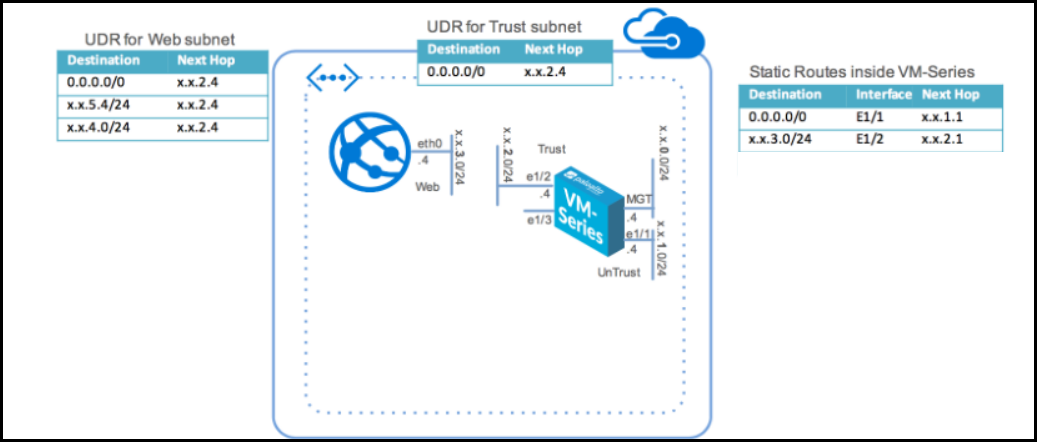 UDR for Web subnet
Destination Next Hop
0.0.0.0/0 x.x.2.4
x.x.5.4/24 x.x.2.4
x.x.4.0/24 x.x.2.4
UDR for Trust subnet
Destination Next Hop
0.0.0.0/0 x.x.2.4
Static Routes inside VM-Series
Destination Interface Next Hop
0.0.0.0/0 E1/1 x.x.1.1
x.x.3.0/24 E1/2 x.x.2.1
eth0
.4
Web
x.x.3.0/24
x.x.2.0/24
Trust
e1/2
.4
e1/3
paloalto
VM-
Series
MGT
.4
x.x.0.0/24
e1/1
.4
x.x.1.0/24
UnTrust